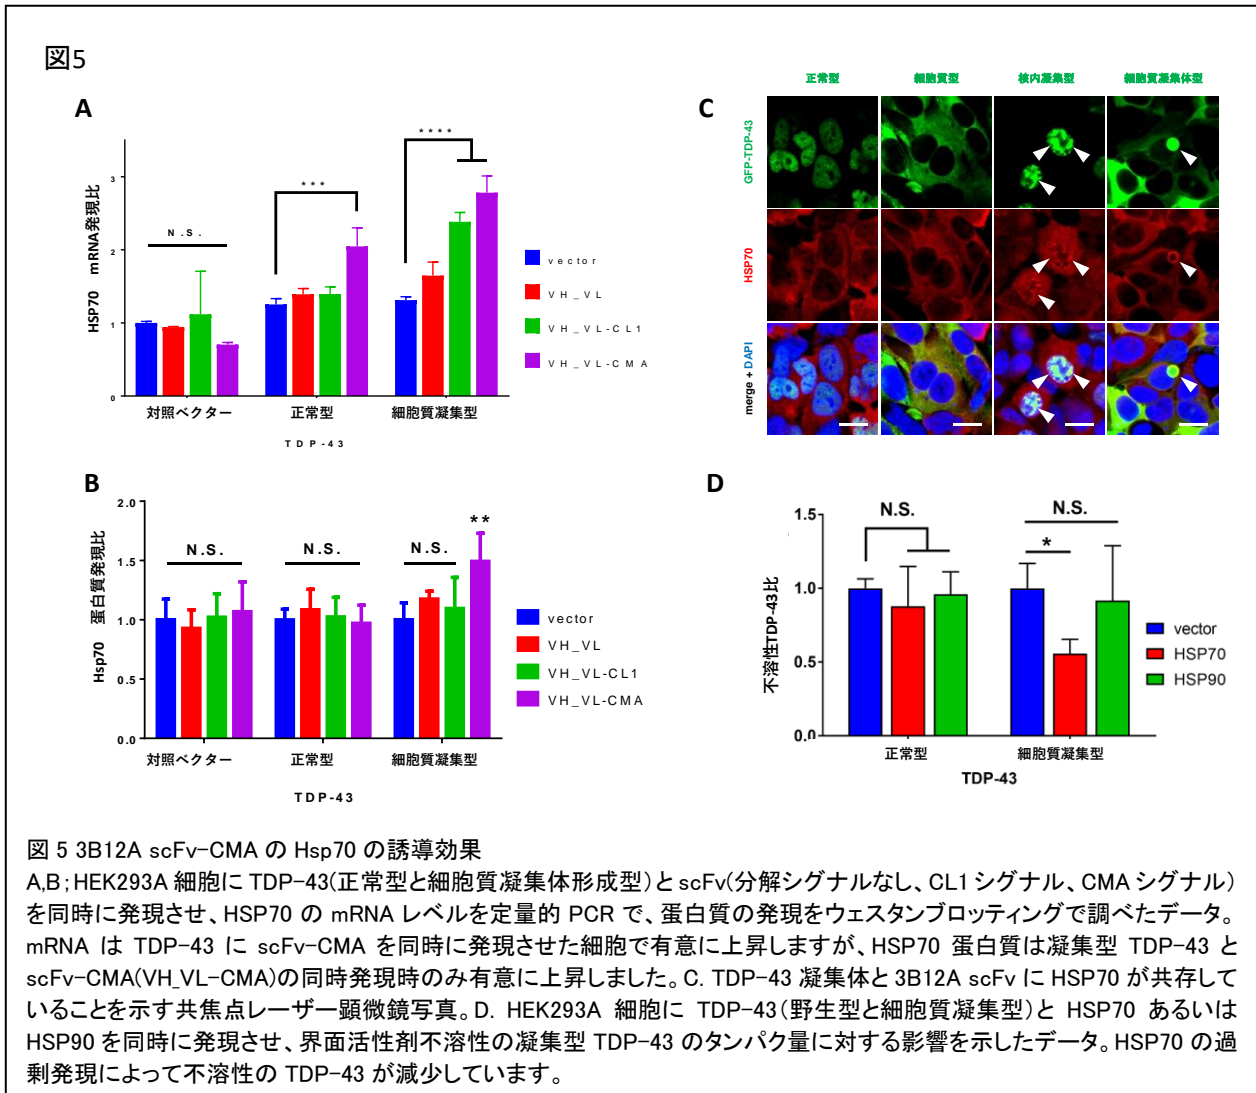 図5
A
HSP70 mRNA発現比
3
2
1
0
N.S.
***
****
対照ベクター 正常型 細胞質凝集型
TDP-43
vector
VH_VL
VH_VL-CL1
VH_VL-CMA
B
Hsp70 蛋白質発現比
2.0
1.5
1.0
0.5
0.0
N.S. N.S. N.S. **
対照ベクター 正常型 細胞質凝集型
TDP-43
vector
VH_VL
VH_VL-CL1
VH_VL-CMA
C
正常型 細胞質型 核内凝集型 細胞質凝集体型
GFP-TDP-43
HSP70
merge + DAPI
D
不溶性TDP-43比
1.5
1.0
0.5
0.0
N.S. N.S.
*
正常型 細胞質凝集型
TDP-43
vector
HSP70
HSP90
図 5 3B12A scFv-CMA の Hsp70 の誘導効果
A,B;HEK293A 細胞に TDP-43(正常型と細胞質凝集体形成型)と scFv(分解シグナルなし、CL1 シグナル、CMA シグナル)
を同時に発現させ、HSP70 の mRNA レベルを定量的 PCR で、蛋白質の発現をウェスタンブロッティングで調べたデータ。
mRNA は TDP-43 に scFv-CMA を同時に発現させた細胞で有意に上昇しますが、HSP70 蛋白質は凝集型 TDP-43 と
scFv-CMA(VH_VL-CMA)の同時発現時のみ有意に上昇しました。C. TDP-43 凝集体と 3B12A scFv に HSP70 が共存して
いることを示す共焦点レーザー顕微鏡写真。D. HEK293A 細胞に TDP-43(野生型と細胞質凝集型)と HSP70 あるいは
HSP90 を同時に発現させ、界面活性剤不溶性の凝集型 TDP-43 のタンパク量に対する影響を示したデータ。HSP70 の過
剰発現によって不溶性の TDP-43 が減少しています。